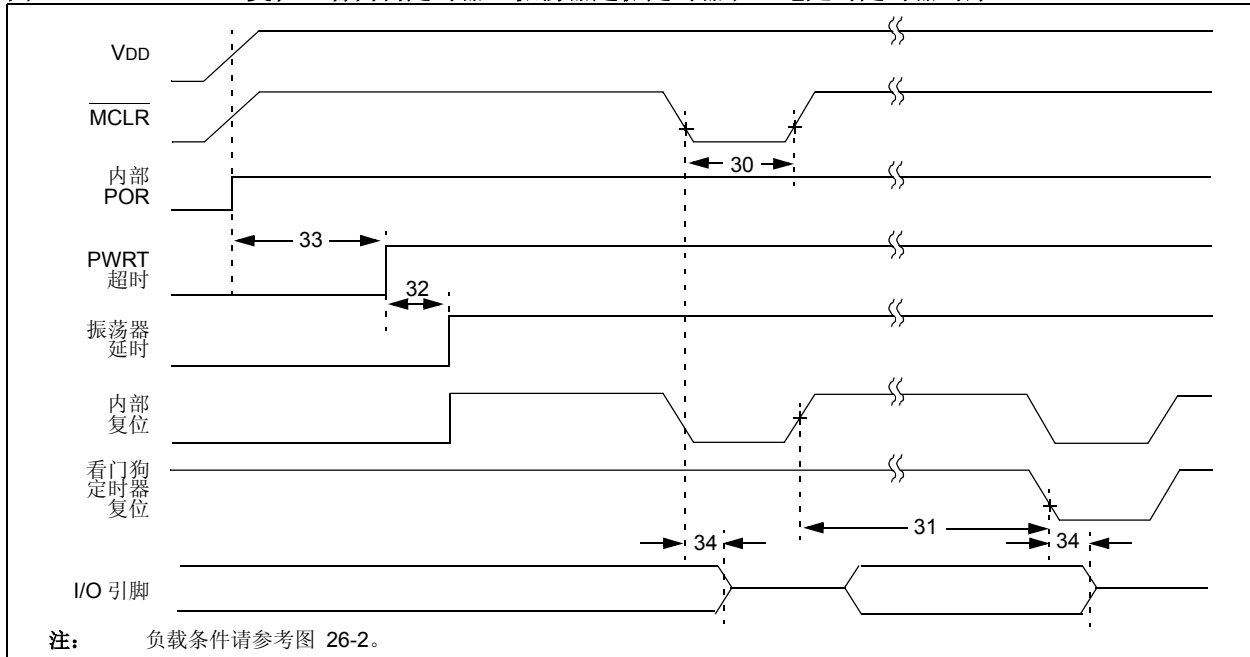 VDD
MCLR
30
内部
POR
33
PWRT
超时
32
振荡器
延时
内部
复位
看门狗
定时器
复位
31
34
34
I/O 引脚
注: 负载条件请参考图 26-2。